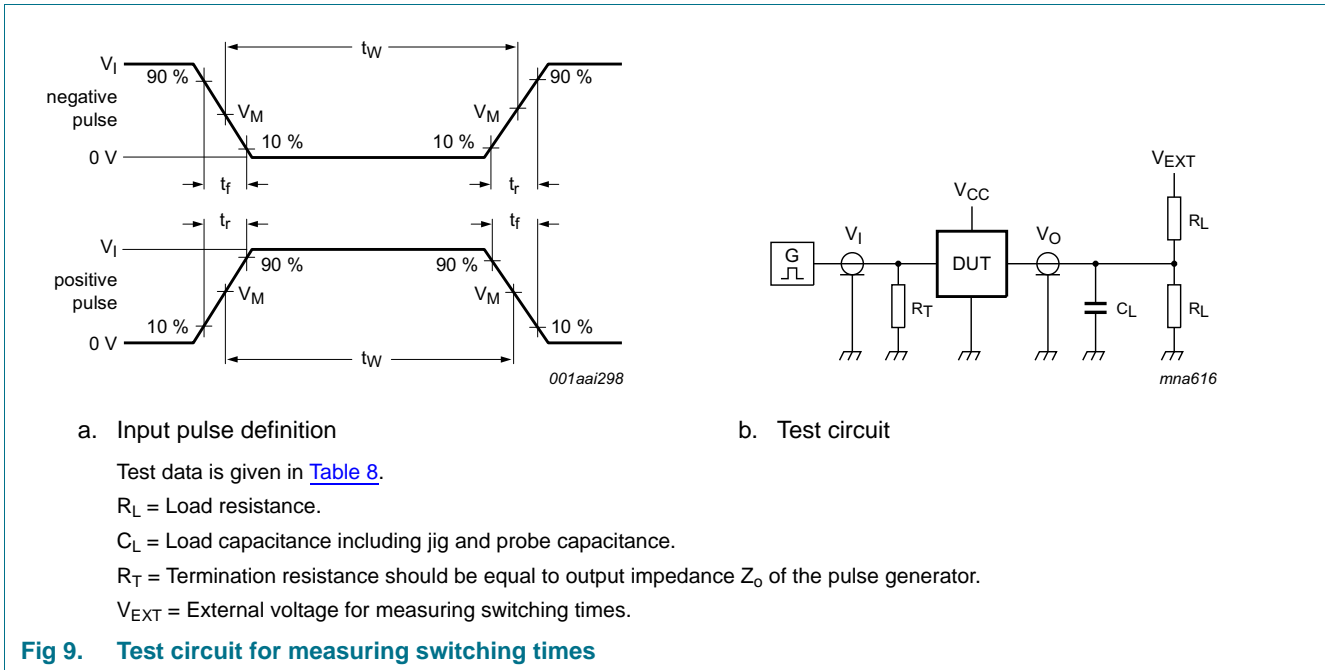 tW
VI
90 %
90 %
negative
pulse
VM
VM
10 %
10 %
0 V
tf
tr
tr
tf
VI
90 %
90 %
positive
pulse
VM
VM
10 %
10 %
0 V
tW
001aai298
VEXT
VCC
RL
VI
VO
G
DUT
RT
CL
RL
mna616
a. Input pulse definition
b. Test circuit
Test data is given in Table 8.
RL = Load resistance.
CL = Load capacitance including jig and probe capacitance.
RT = Termination resistance should be equal to output impedance Zo of the pulse generator.
VEXT = External voltage for measuring switching times.
Fig 9. Test circuit for measuring switching times